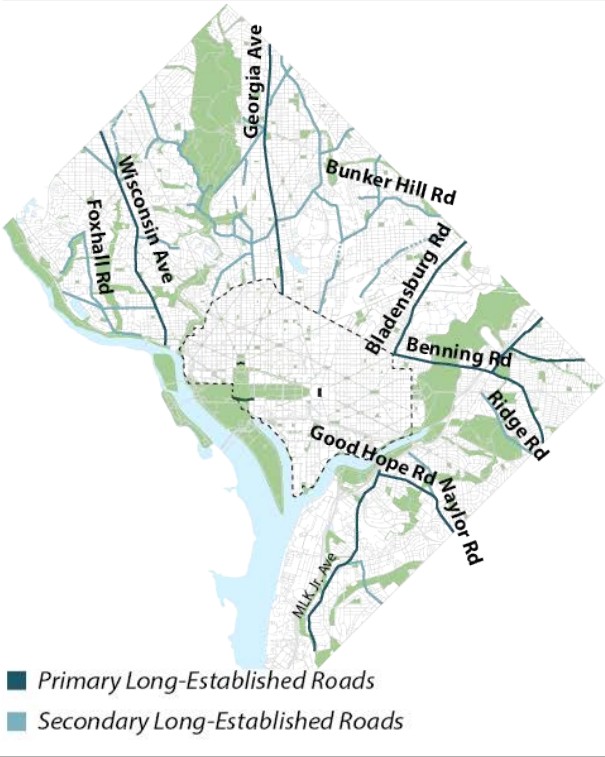 Georgia Ave
Bunker Hill Rd
Wisconsin Ave
Foxhall Rd
Bladensburg Rd
Benning Rd
Ridge Rd
Good Hope Rd
Naylor Rd
MLK Jr. Ave
Primary Long-Established Roads
Secondary Long-Established Roads